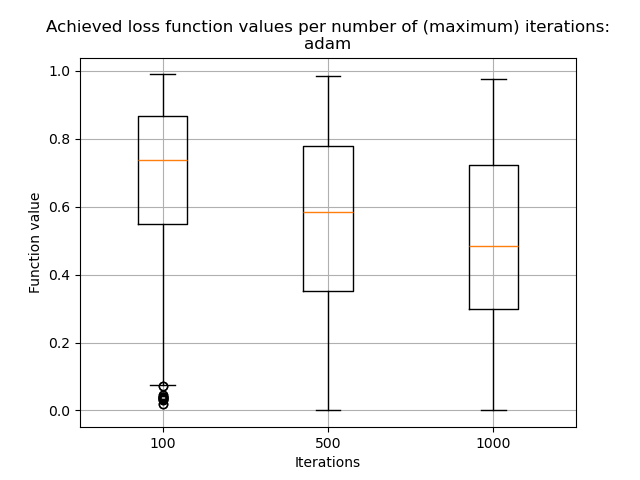 Achieved loss function values per number of (maximum) iterations:
adam
1.0
0.8
0.6
0.4
0.2
0.0
Function value
100 500 1000
Iterations